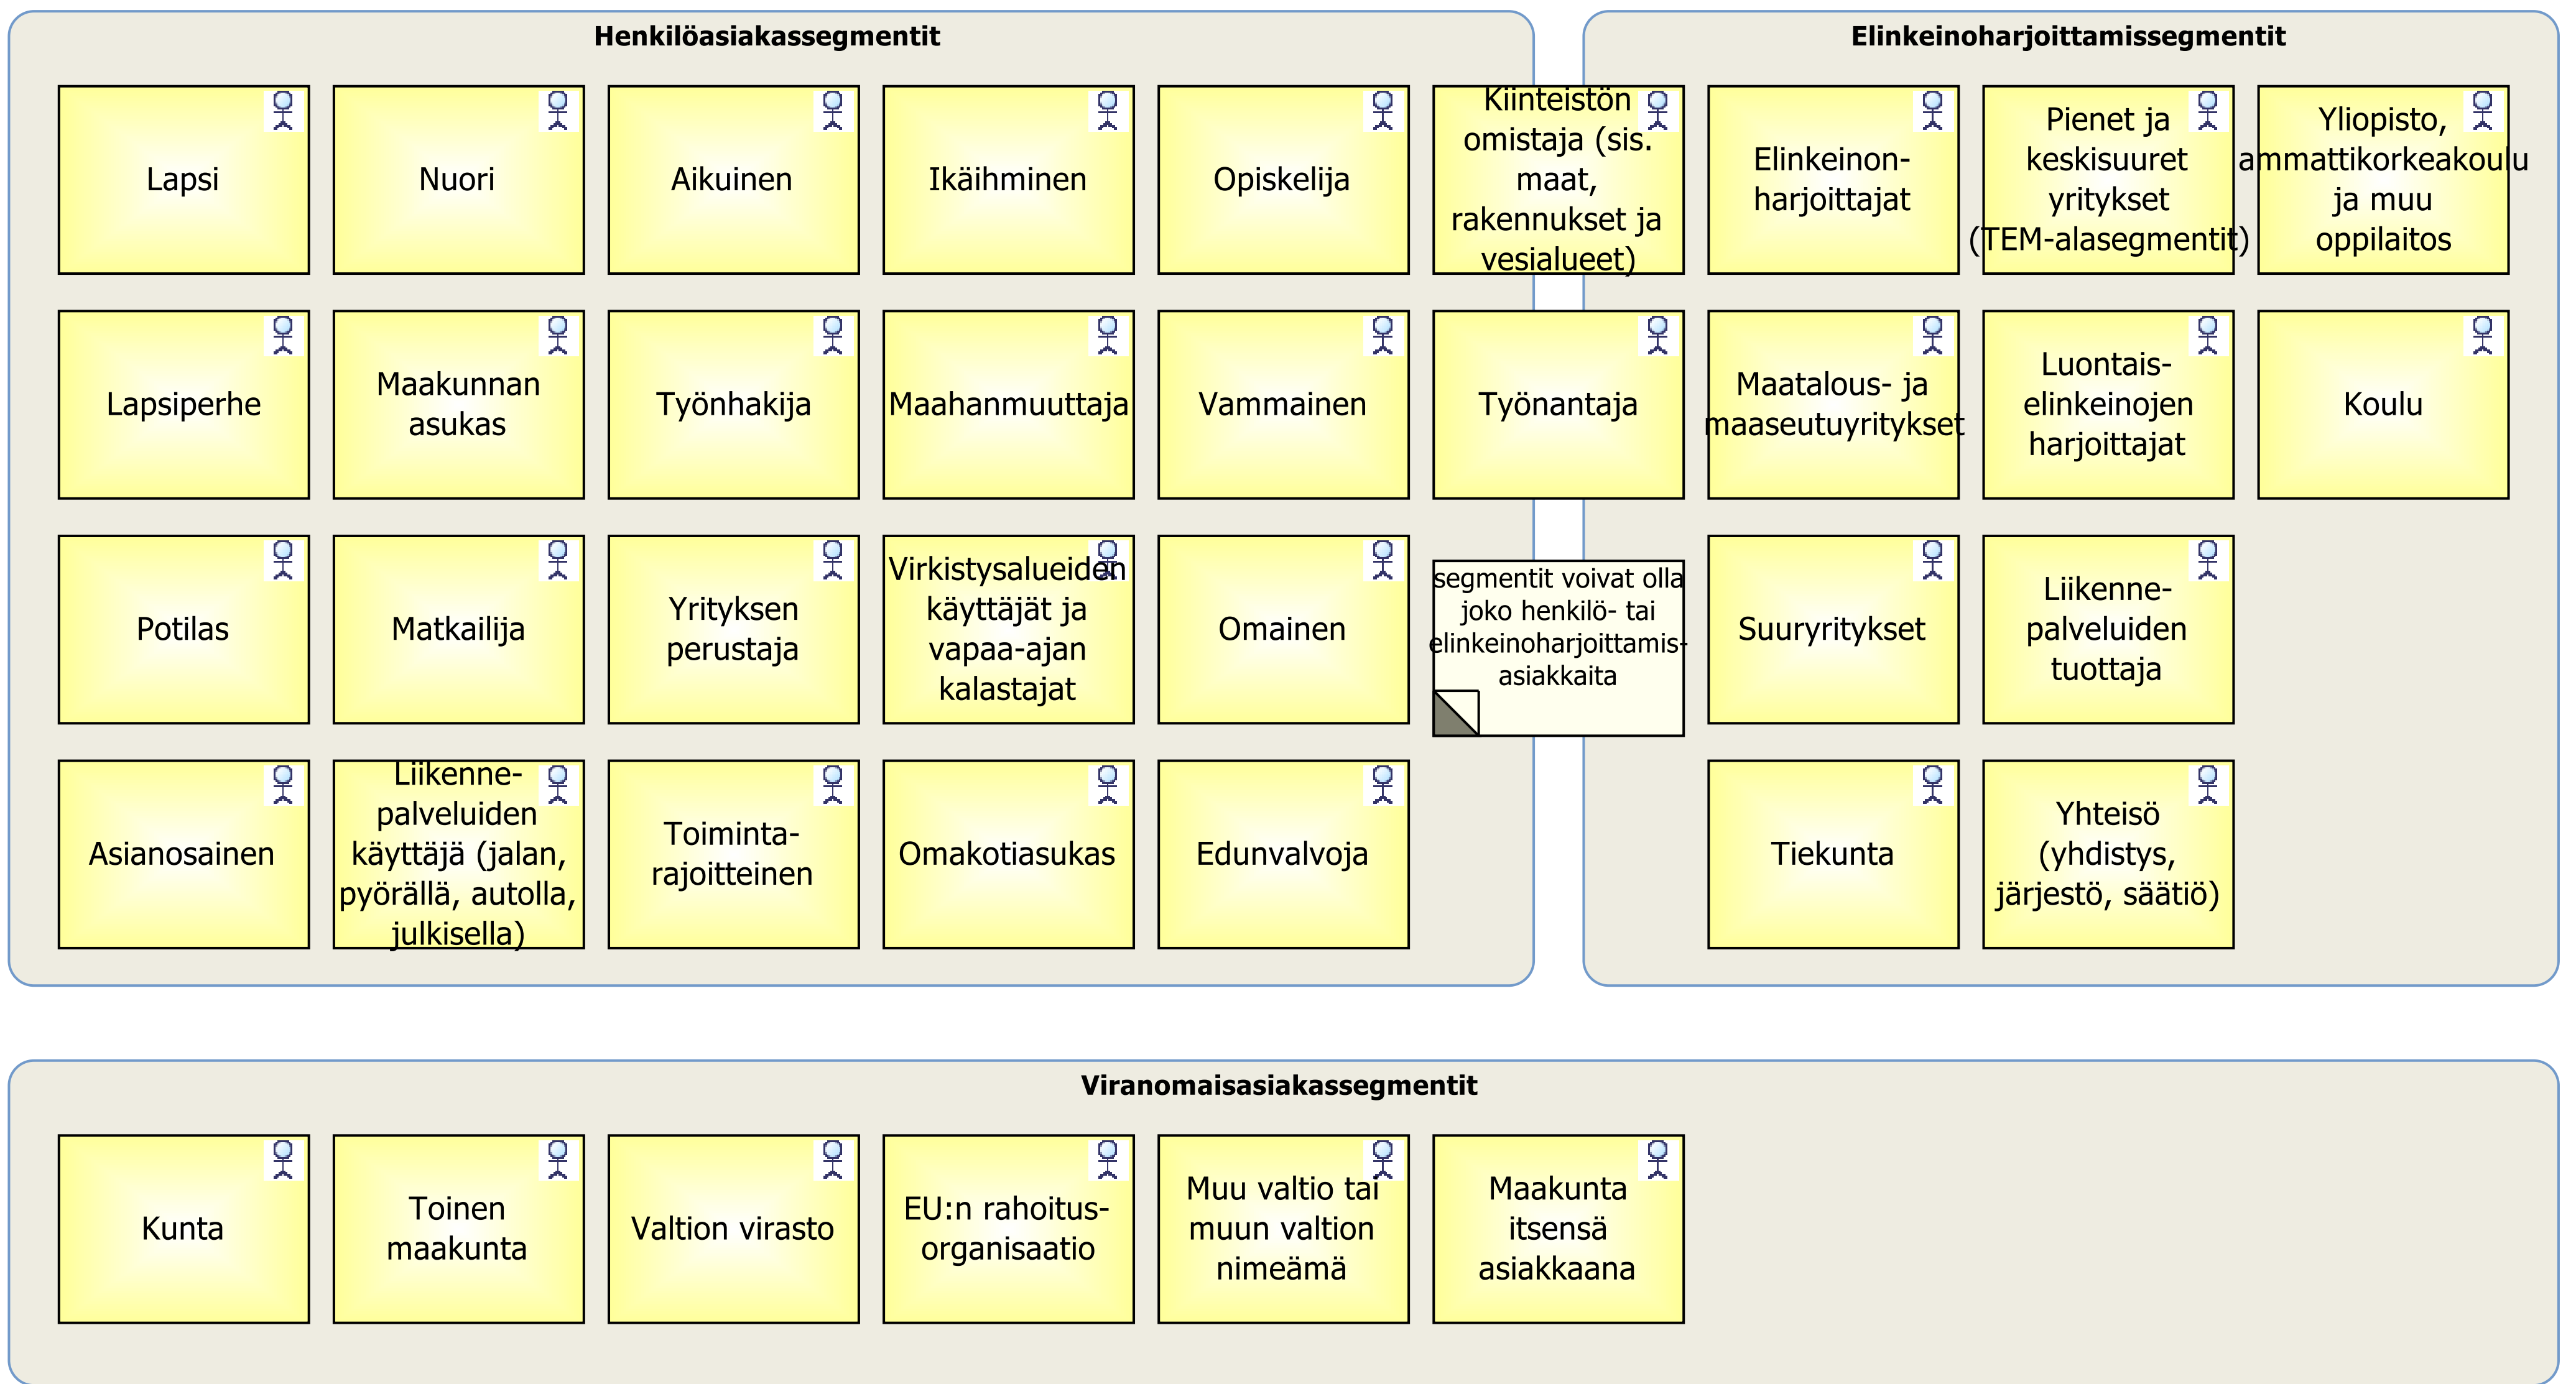 Henkilöasiakassegmentit
Lapsi
Nuori
Aikuinen
Ikäihminen
Opiskelija
Kiinteistön
omistaja (sis.
maat,
rakennukset ja
vesialueet)
Lapsiperhe
Maakunnan
asukas
Työnhakija
Maahanmuuttaja
Vammainen
Työnantaja
Potilas
Matkailija
Yrityksen
perustaja
Virkistysalueiden
käyttäjät ja
vapaa-ajan
kalastajat
Omainen
segmentit voivat olla
joko henkilö- tai
elinkeinoharjoittamis-
asiakkaita
Asianosainen
Liikenne-
palveluiden
käyttäjä (jalan,
pyörällä, autolla,
julkisella)
Toiminta-
rajoitteinen
Omakotiasukas
Edunvalvoja
Elinkeinoharjoittamissegmentit
Elinkeinon-
harjoittajat
Pienet ja
keskisuuret
yritykset
(TEM-alasegmentit)
Yliopisto,
ammattikorkeakoulu
ja muu
oppilaitos
Maatalous- ja
maaseutuyritykset
Luontais-
elinkeinojen
harjoittajat
Koulu
Suuryritykset
Liikenne-
palveluiden
tuottaja
Tiekunta
Yhteisö
(yhdistys,
järjestö, säätiö)
Viranomaisasiakassegmentit
Kunta
Toinen
maakunta
Valtion virasto
EU:n rahoitus-
organisaatio
Muu valtio tai
muun valtion
nimeämä
Maakunta
itsensä
asiakkaana